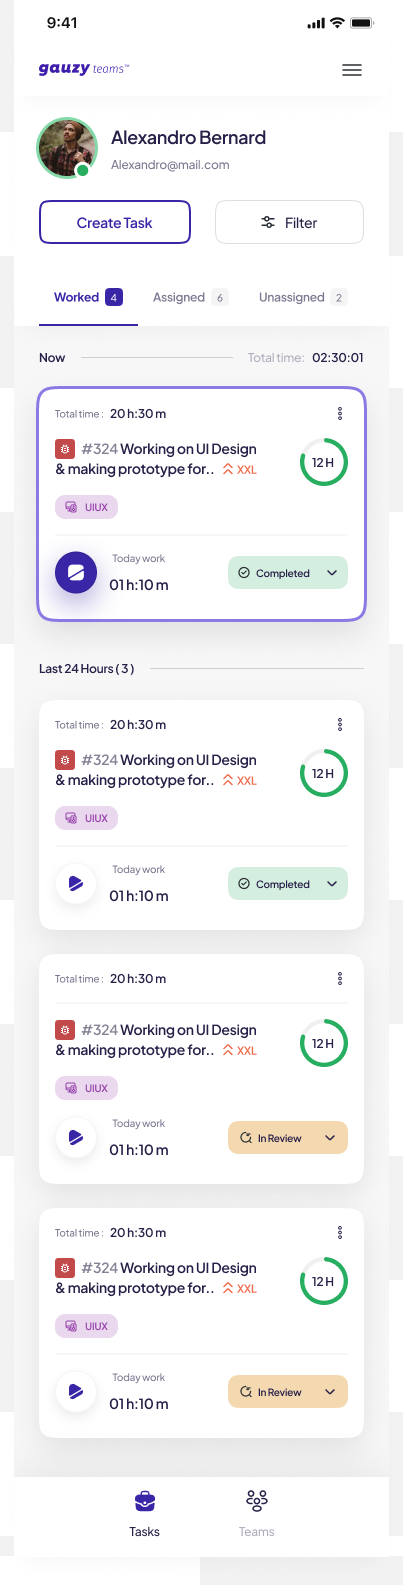 9:41
gauzy teams™
Alexandro Bernard
Alexandro@mail.com
Create Task
Filter
Worked 4 Assigned 6 Unassigned 2
Now Total time: 02:30:01
Total time : 20 h:30 m
#324 Working on UI Design
& making prototype for.. XXL
12 H
UIUX
Today work
01 h:10 m
Completed
Last 24 Hours ( 3 )
Total time : 20 h:30 m
#324 Working on UI Design
& making prototype for.. XXL
12 H
UIUX
Today work
01 h:10 m
Completed
Total time : 20 h:30 m
#324 Working on UI Design
& making prototype for.. XXL
12 H
UIUX
Today work
01 h:10 m
In Review
Total time : 20 h:30 m
#324 Working on UI Design
& making prototype for.. XXL
12 H
UIUX
Today work
01 h:10 m
In Review
Tasks Teams